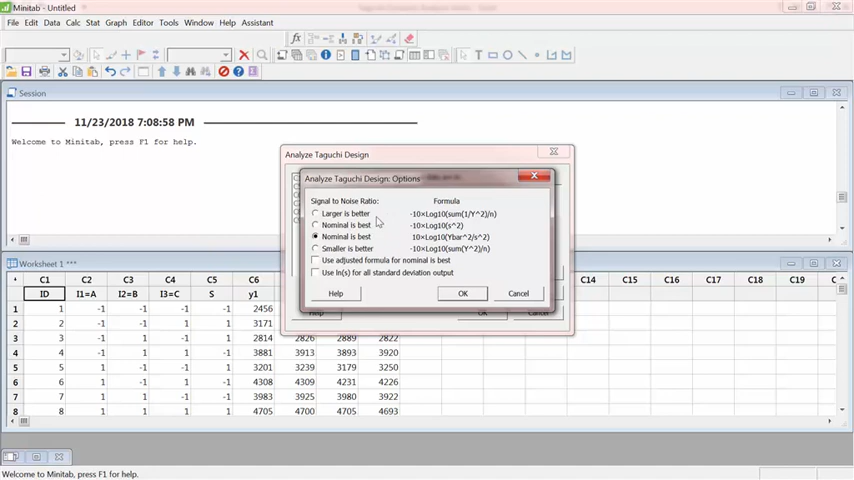 Minitab - Untitled
File Edit Data Calc Stat Graph Editor Tools Window Help Assistant
Session
11/23/2018 7:08:58 PM
Welcome to Minitab, press F1 for help.
Analyze Taguchi Design
Analyze Taguchi Design: Options
Signal to Noise Ratio: Formula
Larger is better -10×Log10(sum(1/Y^2)/n)
Nominal is best -10×Log10(s^2)
Nominal is best 10×Log10(Ybar^2/s^2)
Smaller is better -10×Log10(sum(Y^2)/n)
Use adjusted formula for nominal is best
Use ln(s) for all standard deviation output
Help OK Cancel
Help OK Cancel
Worksheet 1 ***
C1 C2 C3 C4 C5 C6 C14 C15 C16 C17 C18 C19
ID I1=A I2=B I3=C S y1
1 -1 -1 -1 -1 2456
2 -1 -1 1 1 3171
3 -1 1 -1 1 2814 2826 2889 2822
4 -1 1 1 -1 3881 3913 3893 3920
5 1 -1 -1 1 3201 3239 3179 3250
6 1 -1 1 -1 4308 4309 4231 4226
7 1 1 -1 -1 3983 3925 3980 3922
8 1 1 1 1 4705 4700 4705 4693
Welcome to Minitab, press F1 for help.